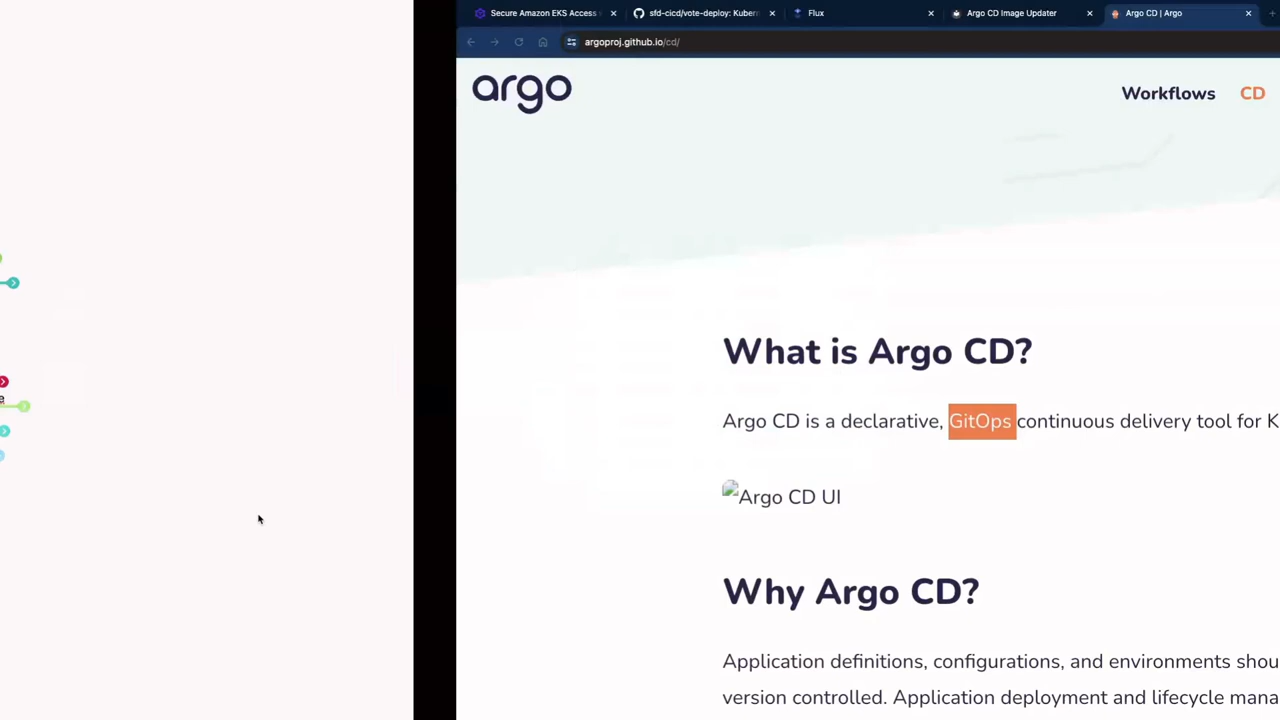 Secure Amazon EKS Access
sfd-cicd/vote-deploy: Kubern
Flux
Argo CD Image Updater
Argo CD | Argo
argoproj.github.io/cd/
argo
Workflows
CD
What is Argo CD?
Argo CD is a declarative, GitOps continuous delivery tool for K
Argo CD UI
e
Why Argo CD?
Application definitions, configurations, and environments shou
version controlled. Application deployment and lifecycle mana